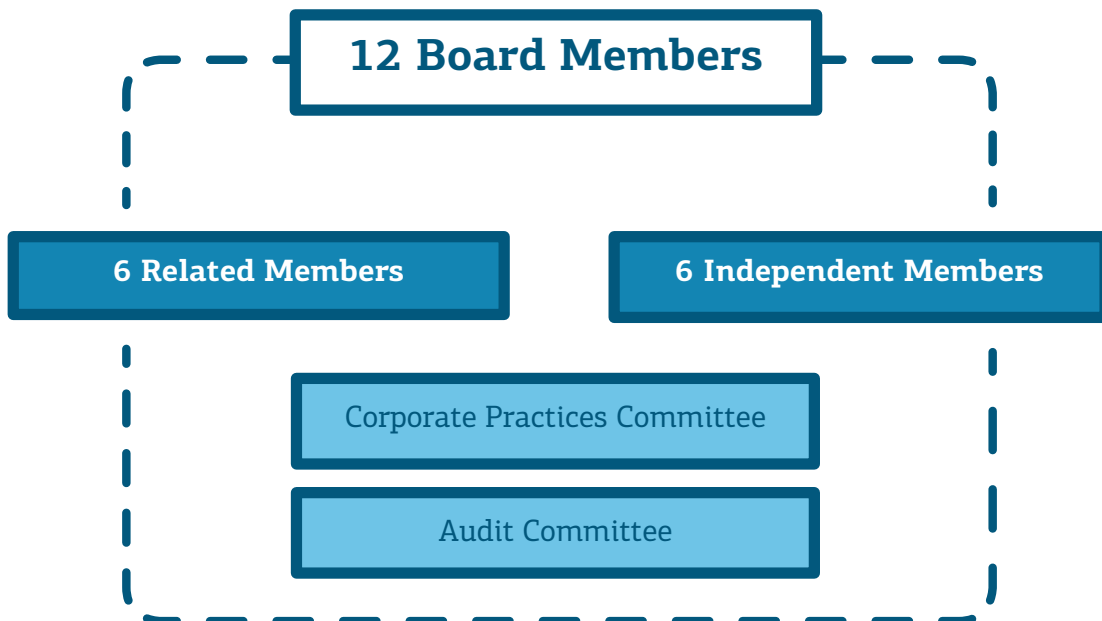 12 Board Members
6 Related Members
6 Independent Members
Corporate Practices Committee
Audit Committee